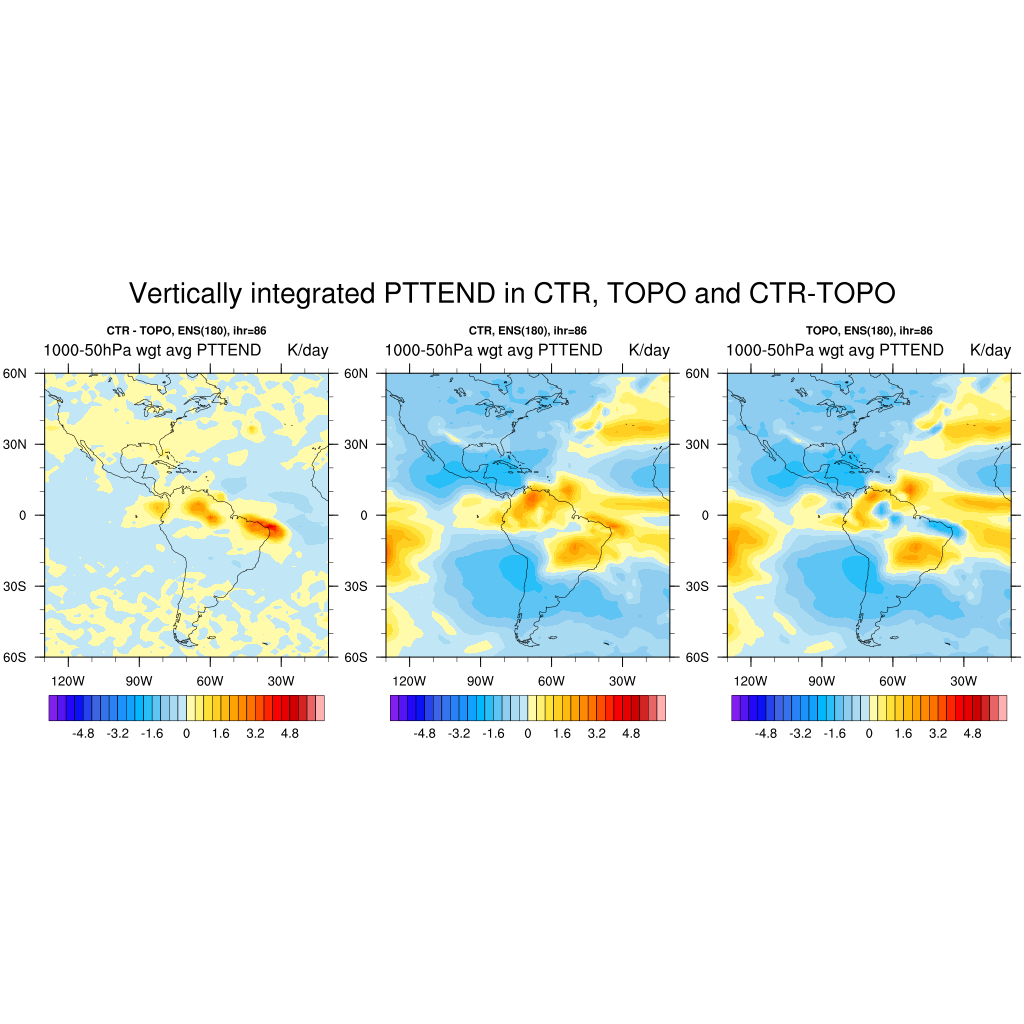 Vertically integrated PTTEND in CTR, TOPO and CTR-TOPO
CTR - TOPO, ENS(180), ihr=86
1000-50hPa wgt avg PTTEND K/day
60N
30N
0
30S
60S
120W 90W 60W 30W
-4.8 -3.2 -1.6 0 1.6 3.2 4.8
CTR, ENS(180), ihr=86
1000-50hPa wgt avg PTTEND K/day
60N
30N
0
30S
60S
120W 90W 60W 30W
-4.8 -3.2 -1.6 0 1.6 3.2 4.8
TOPO, ENS(180), ihr=86
1000-50hPa wgt avg PTTEND K/day
60N
30N
0
30S
60S
120W 90W 60W 30W
-4.8 -3.2 -1.6 0 1.6 3.2 4.8